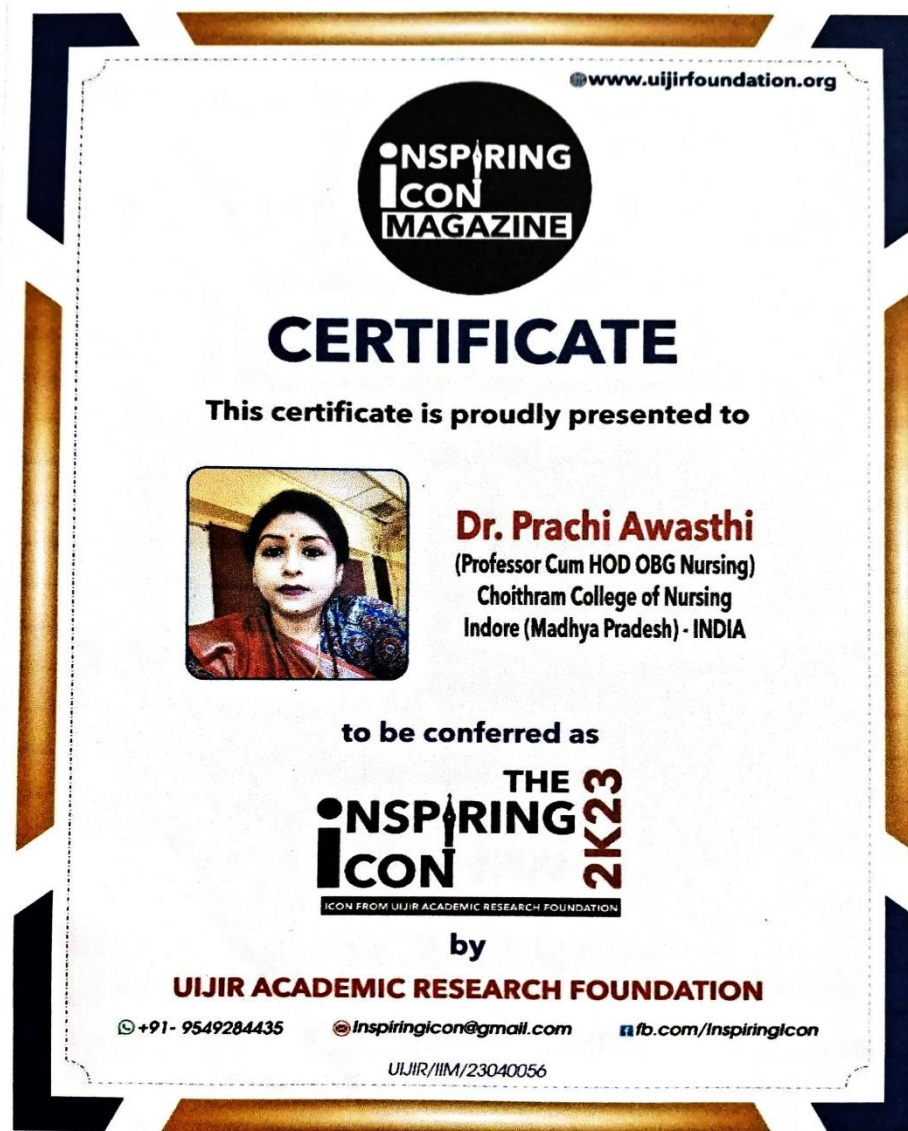 www.uijirfoundation.org
iNSPIRING
iCON
MAGAZINE
CERTIFICATE
This certificate is proudly presented to
Dr. Prachi Awasthi
(Professor Cum HOD OBG Nursing)
Choithram College of Nursing
Indore (Madhya Pradesh) - INDIA
to be conferred as
THE
iNSPIRING
iCON
2K23
ICON FROM UIJIR ACADEMIC RESEARCH FOUNDATION
by
UIJIR ACADEMIC RESEARCH FOUNDATION
+91- 9549284435 Inspiringicon@gmail.com fb.com/InspiringIcon
UIJIR/IIM/23040056